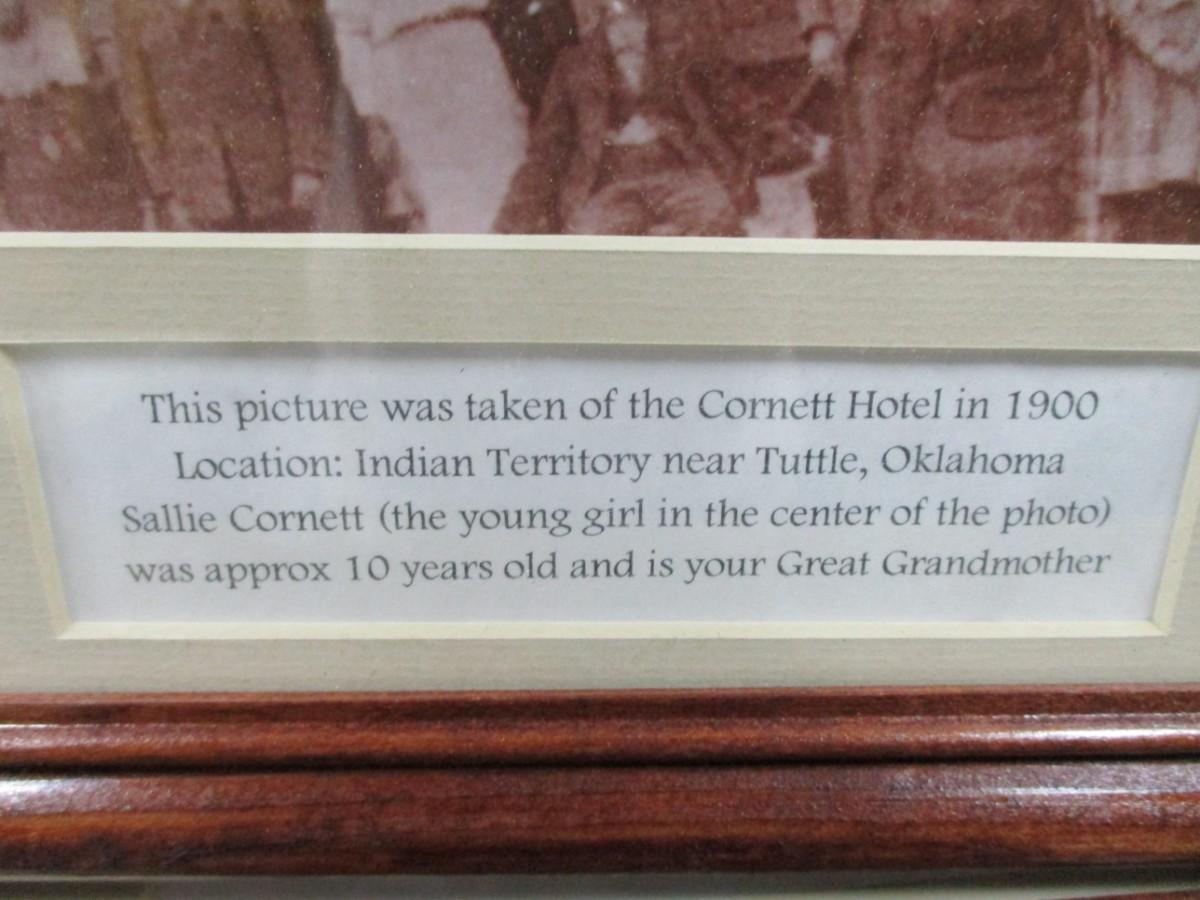 This picture was taken of the Cornett Hotel in 1900
Location: Indian Territory near Tuttle, Oklahoma
Sallie Cornett (the young girl in the center of the photo)
was approx 10 years old and is your Great Grandmother